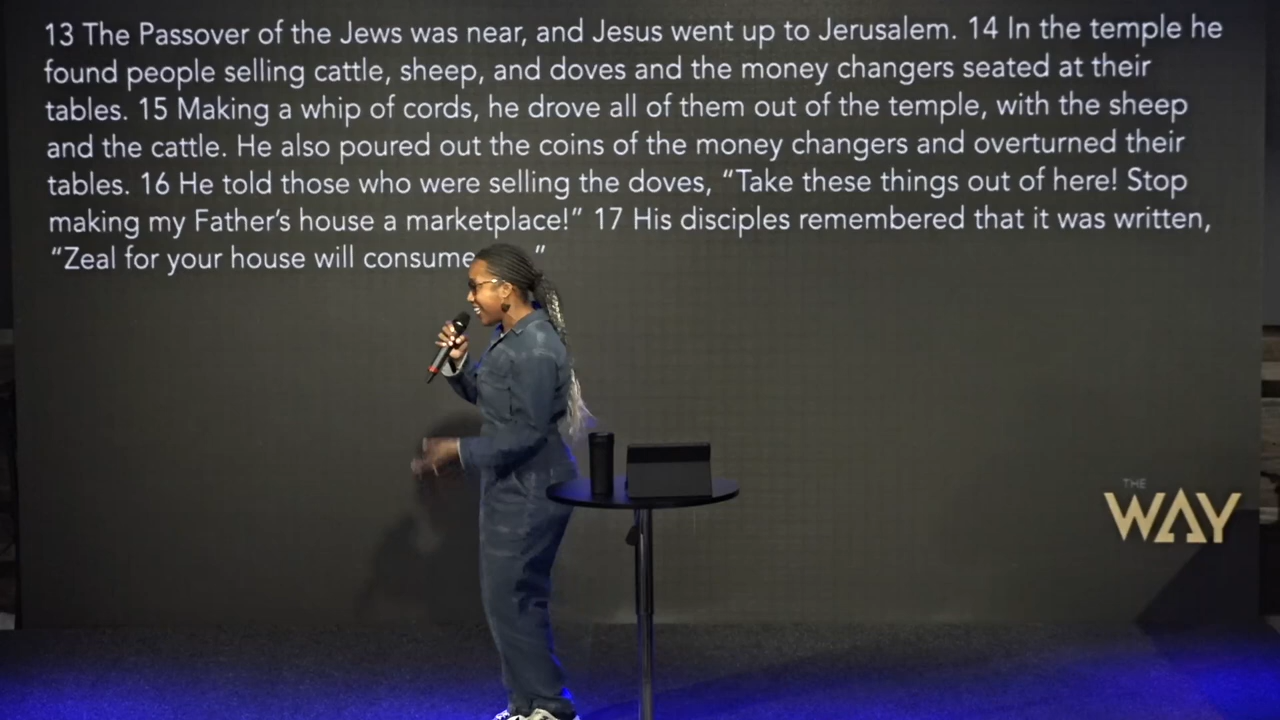 13 The Passover of the Jews was near, and Jesus went up to Jerusalem. 14 In the temple he
found people selling cattle, sheep, and doves and the money changers seated at their
tables. 15 Making a whip of cords, he drove all of them out of the temple, with the sheep
and the cattle. He also poured out the coins of the money changers and overturned their
tables. 16 He told those who were selling the doves, “Take these things out of here! Stop
making my Father’s house a marketplace!” 17 His disciples remembered that it was written,
“Zeal for your house will consume ”
THE
WAY